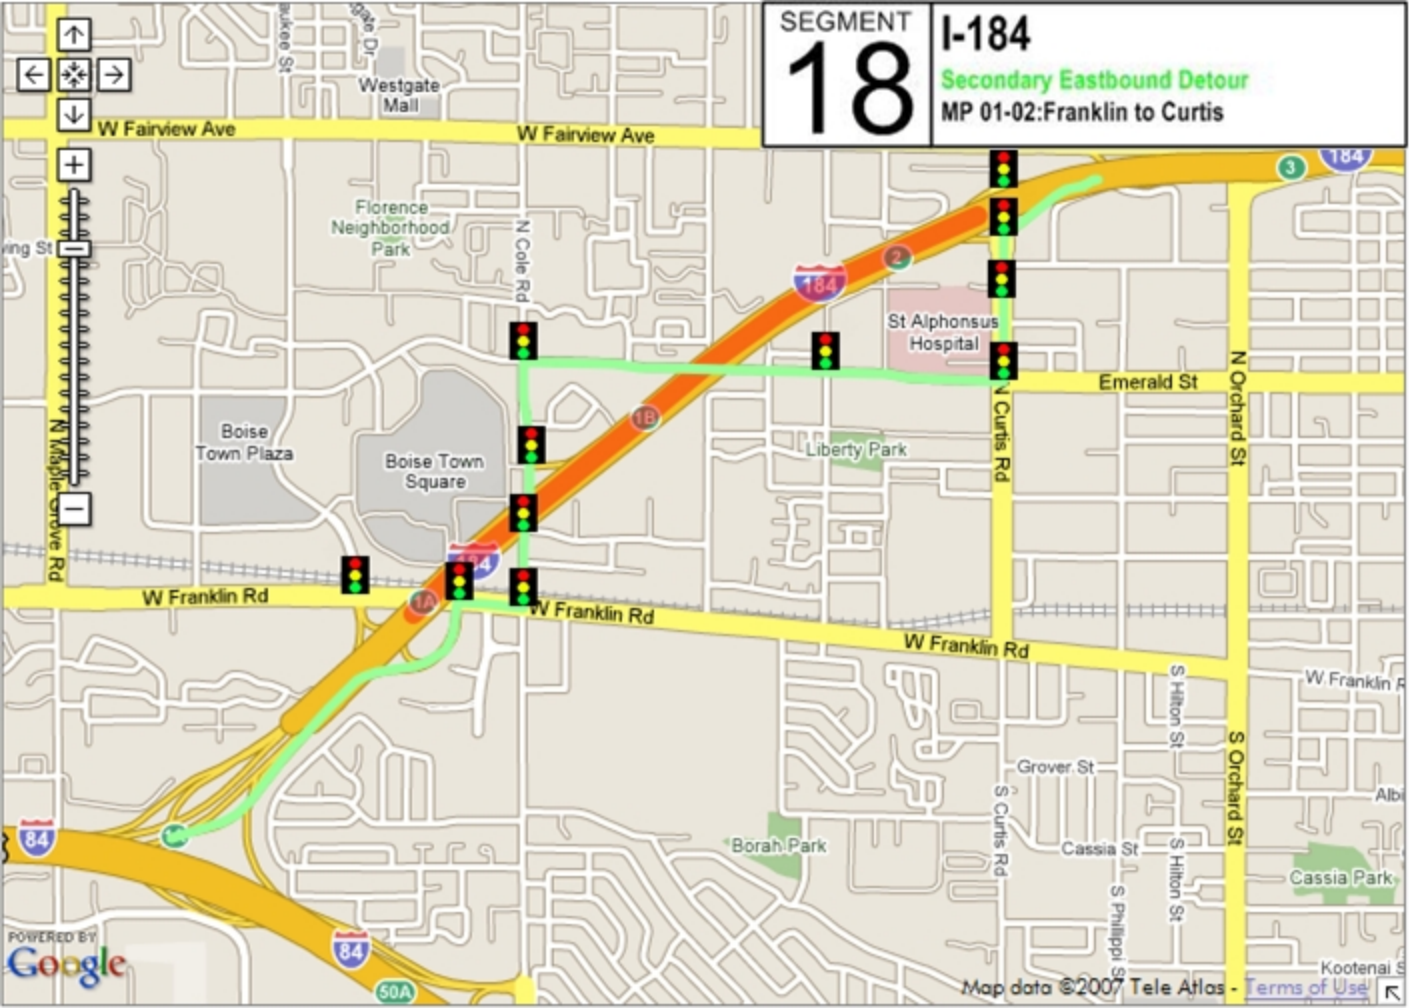 SEGMENT
18
I-184
Secondary Eastbound Detour
MP 01-02:Franklin to Curtis
Westgate
Mall
W Fairview Ave
W Fairview Ave
184
3
Florence
Neighborhood
Park
N Cole Rd
2
184
St Alphonsus
Hospital
Emerald St
N Orchard St
N Curtis Rd
1B
Liberty Park
Boise
Town Plaza
Boise Town
Square
N Maple Grove Rd
184
1A
W Franklin Rd
W Franklin Rd
W Franklin Rd
W Franklin R
S Hilton St
S Orchard St
Grover St
S Curtis Rd
Albi
84
Borah Park
Cassia St
S Hilton St
Cassia Park
S Philippi S
84
50A
POWERED BY
Google
Kootenai S
Map data ©2007 Tele Atlas - Terms of Use